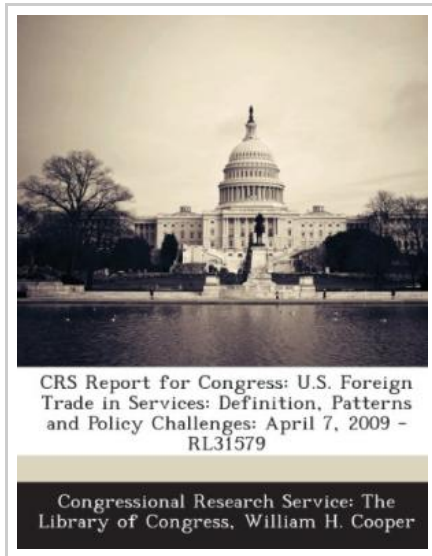 CRS Report for Congress: U.S. Foreign
Trade in Services: Definition, Patterns
and Policy Challenges: April 7, 2009 -
RL31579
Congressional Research Service: The
Library of Congress, William H. Cooper